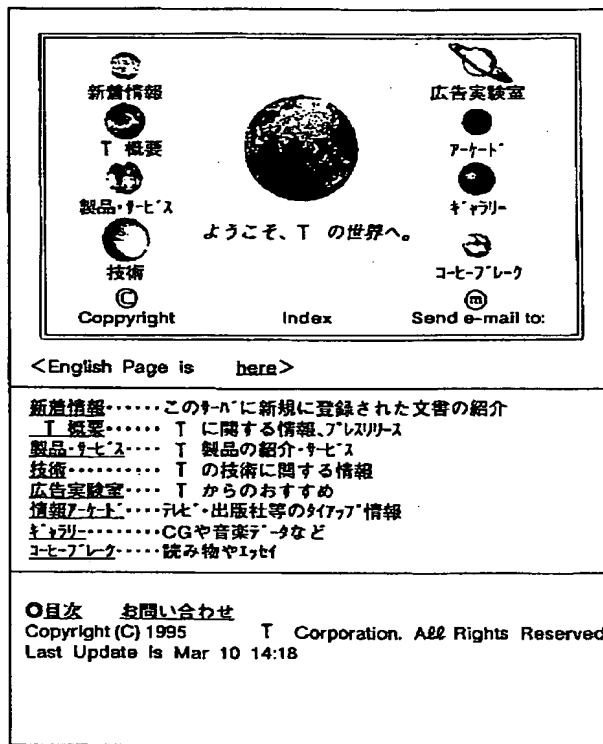 新着情報
広告実験室
T 概要
アーケード
製品・サービス
ギャラリー
ようこそ、T の世界へ。
技術
コーヒーブレーク
Ⓒ
ⓜ
Coppyright
Index
Send e-mail to:
<English Page is here>
新着情報・・・・・・このサーバに新規に登録された文書の紹介
T 概要・・・・・・ T に関する情報、プレスリリース
製品・サービス・・・・ T 製品の紹介・サービス
技術・・・・・・・・・・ T の技術に関する情報
広告実験室・・・・ T からのおすすめ
情報アーケード・・・・テレビ・出版社等のタイアップ情報
ギャラリー・・・・・・・・CGや音楽データなど
コーヒーブレーク・・・・・読み物やエッセイ
○目次 お問い合わせ
Copyright (C) 1995 T Corporation. All Rights Reserved
Last Update is Mar 10 14:18